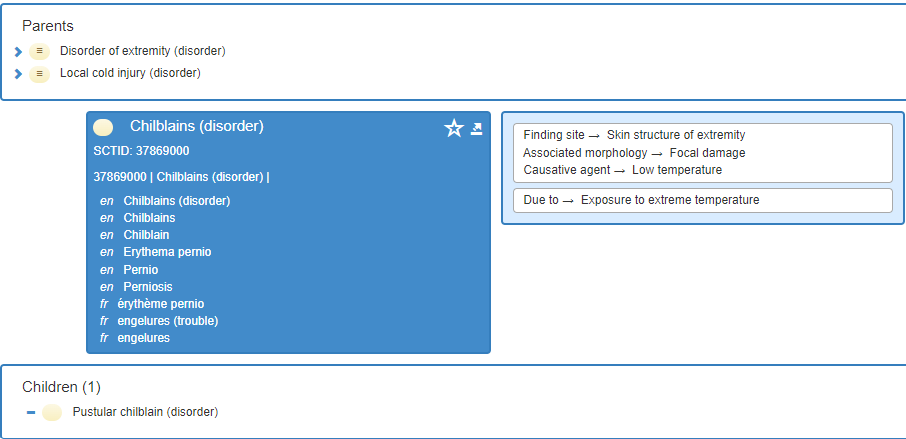 Parents
Disorder of extremity (disorder)
Local cold injury (disorder)
Chilblains (disorder)
SCTID: 37869000
37869000 | Chilblains (disorder) |
en Chilblains (disorder)
en Chilblains
en Chilblain
en Erythema pernio
en Pernio
en Perniosis
fr érythème pernio
fr engelures (trouble)
fr engelures
Finding site → Skin structure of extremity
Associated morphology → Focal damage
Causative agent → Low temperature
Due to → Exposure to extreme temperature
Children (1)
Pustular chilblain (disorder)